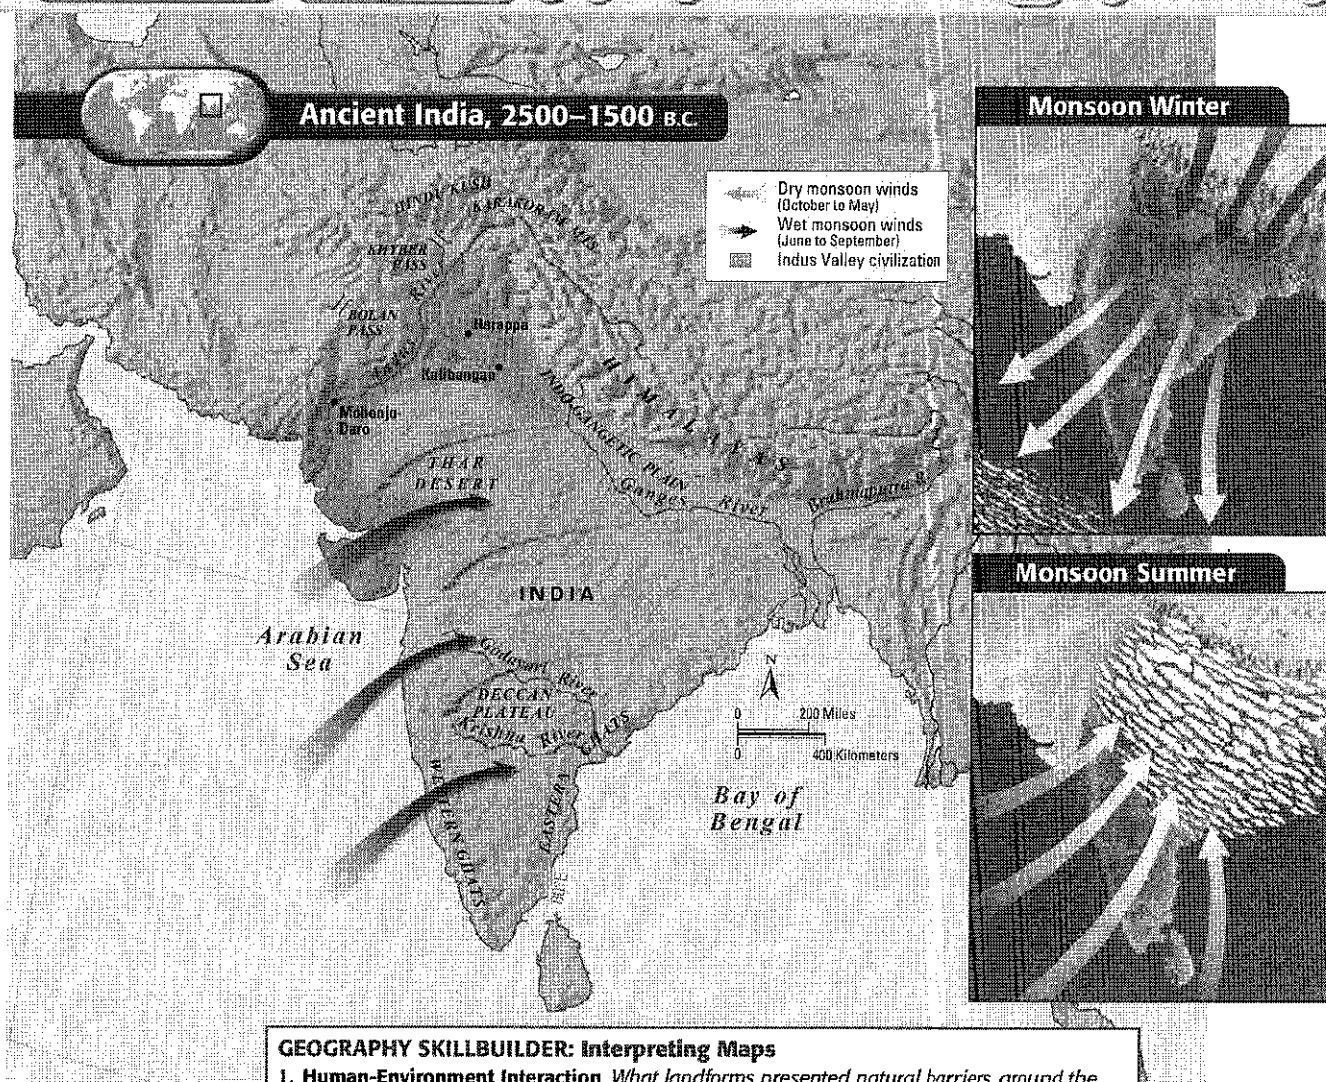 Ancient India, 2500–1500 B.C.
Monsoon Winter
Dry monsoon winds
(October to May)
Wet monsoon winds
(June to September)
Indus Valley civilization
HINDU KUSH
KARAKORAM MTS.
KHYBER
PASS
BOLAN
PASS
Indus
River
Harappa
Kalibangan
Mohenjo
Daro
HIMALAYAS
INDO-GANGETIC PLAIN
THAR
DESERT
Ganges River
Brahmaputra R.
Monsoon Summer
INDIA
Arabian
Sea
Godavari River
DECCAN
PLATEAU
Krishna River
WESTERN GHATS
EASTERN GHATS
N
0 200 Miles
0 400 Kilometers
Bay of
Bengal
GEOGRAPHY SKILLBUILDER: Interpreting Maps
1. Human-Environment Interaction What landforms presented natural barriers around the